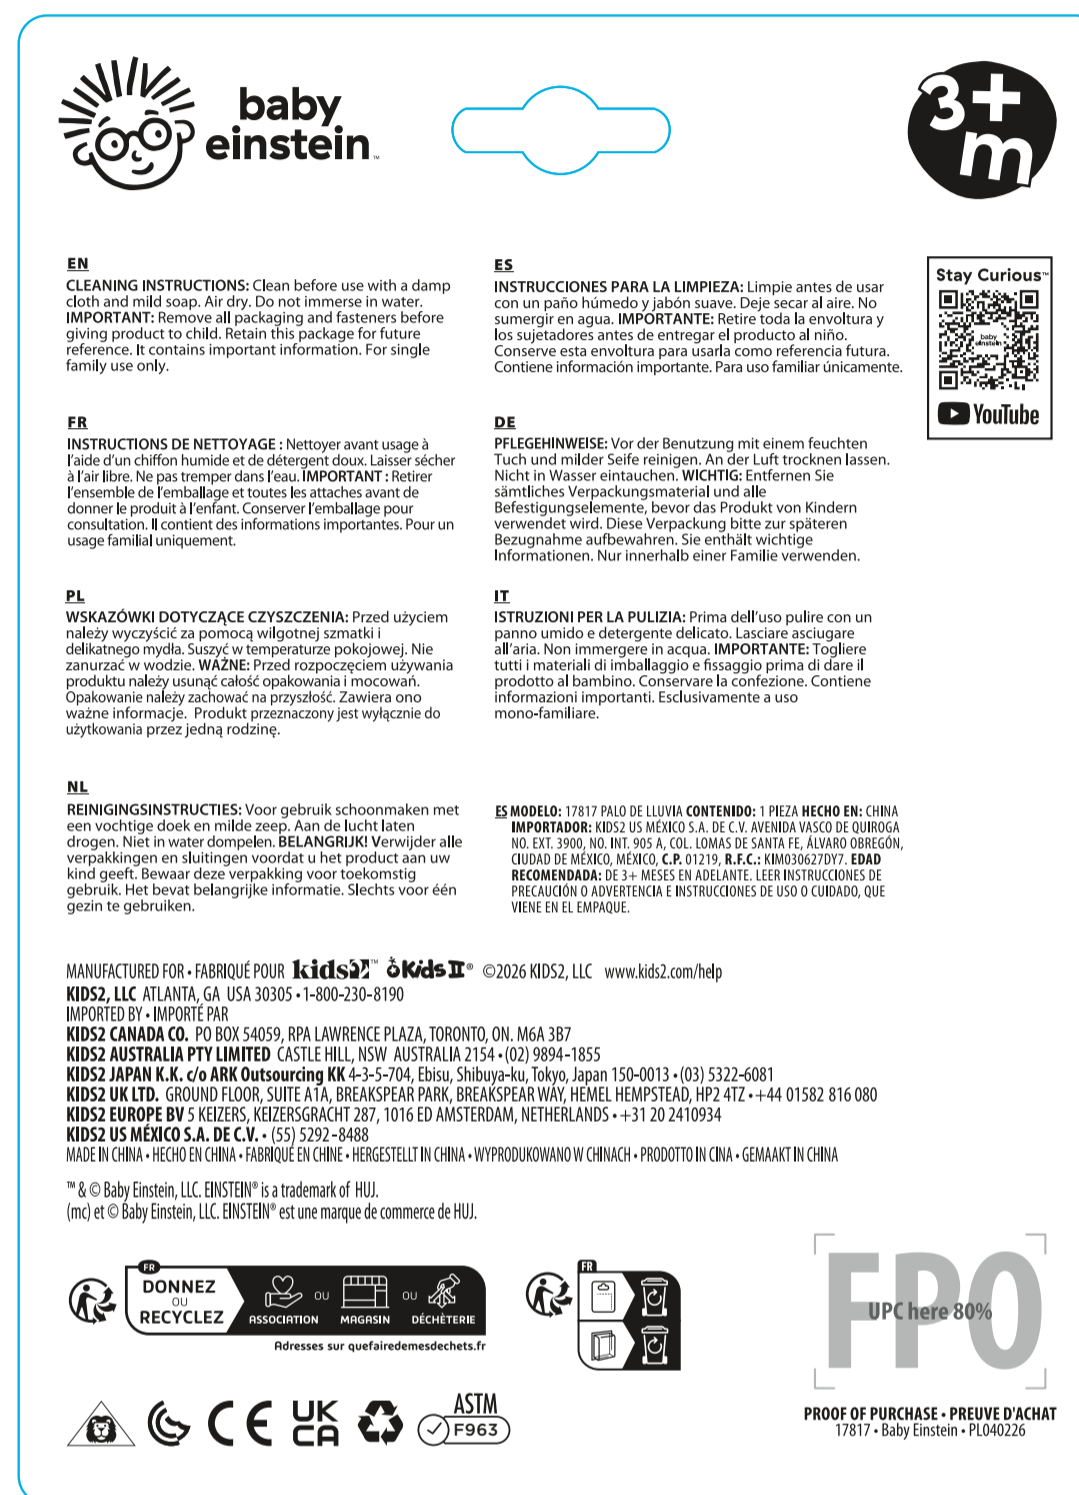 baby
einstein™
3+
m
EN
CLEANING INSTRUCTIONS: Clean before use with a damp
cloth and mild soap. Air dry. Do not immerse in water.
IMPORTANT: Remove all packaging and fasteners before
giving product to child. Retain this package for future
reference. It contains important information. For single
family use only.
ES
INSTRUCCIONES PARA LA LIMPIEZA: Limpie antes de usar
con un paño húmedo y jabón suave. Deje secar al aire. No
sumergir en agua. IMPORTANTE: Retire toda la envoltura y
los sujetadores antes de entregar el producto al niño.
Conserve esta envoltura para usarla como referencia futura.
Contiene información importante. Para uso familiar únicamente.
Stay Curious™
baby
einstein
YouTube
FR
INSTRUCTIONS DE NETTOYAGE : Nettoyer avant usage à
l’aide d’un chiffon humide et de détergent doux. Laisser sécher
à l’air libre. Ne pas tremper dans l’eau. IMPORTANT : Retirer
l’ensemble de l’emballage et toutes les attaches avant de
donner le produit à l’enfant. Conserver l’emballage pour
consultation. Il contient des informations importantes. Pour un
usage familial uniquement.
DE
PFLEGEHINWEISE: Vor der Benutzung mit einem feuchten
Tuch und milder Seife reinigen. An der Luft trocknen lassen.
Nicht in Wasser eintauchen. WICHTIG: Entfernen Sie
sämtliches Verpackungsmaterial und alle
Befestigungselemente, bevor das Produkt von Kindern
verwendet wird. Diese Verpackung bitte zur späteren
Bezugnahme aufbewahren. Sie enthält wichtige
Informationen. Nur innerhalb einer Familie verwenden.
PL
WSKAZÓWKI DOTYCZĄCE CZYSZCZENIA: Przed użyciem
należy wyczyścić za pomocą wilgotnej szmatki i
delikatnego mydła. Suszyć w temperaturze pokojowej. Nie
zanurzać w wodzie. WAŻNE: Przed rozpoczęciem używania
produktu należy usunąć całość opakowania i mocowań.
Opakowanie należy zachować na przyszłość. Zawiera ono
ważne informacje. Produkt przeznaczony jest wyłącznie do
użytkowania przez jedną rodzinę.
IT
ISTRUZIONI PER LA PULIZIA: Prima dell’uso pulire con un
panno umido e detergente delicato. Lasciare asciugare
all’aria. Non immergere in acqua. IMPORTANTE: Togliere
tutti i materiali di imballaggio e fissaggio prima di dare il
prodotto al bambino. Conservare la confezione. Contiene
informazioni importanti. Esclusivamente a uso
mono-familiare.
NL
REINIGINGSINSTRUCTIES: Voor gebruik schoonmaken met
een vochtige doek en milde zeep. Aan de lucht laten
drogen. Niet in water dompelen. BELANGRIJK! Verwijder alle
verpakkingen en sluitingen voordat u het product aan uw
kind geeft. Bewaar deze verpakking voor toekomstig
gebruik. Het bevat belangrijke informatie. Slechts voor één
gezin te gebruiken.
ES MODELO: 17817 PALO DE LLUVIA CONTENIDO: 1 PIEZA HECHO EN: CHINA
IMPORTADOR: KIDS2 US MÉXICO S.A. DE C.V. AVENIDA VASCO DE QUIROGA
NO. EXT. 3900, NO. INT. 905 A, COL. LOMAS DE SANTA FE, ÁLVARO OBREGÓN,
CIUDAD DE MÉXICO, MÉXICO, C.P. 01219, R.F.C.: KIM030627DY7. EDAD
RECOMENDADA: DE 3+ MESES EN ADELANTE. LEER INSTRUCCIONES DE
PRECAUCIÓN O ADVERTENCIA E INSTRUCCIONES DE USO O CUIDADO, QUE
VIENE EN EL EMPAQUE.
MANUFACTURED FOR • FABRIQUÉ POUR kids2™ Kids II® ©2026 KIDS2, LLC www.kids2.com/help
KIDS2, LLC ATLANTA, GA USA 30305 • 1-800-230-8190
IMPORTED BY • IMPORTÉ PAR
KIDS2 CANADA CO. PO BOX 54059, RPA LAWRENCE PLAZA, TORONTO, ON. M6A 3B7
KIDS2 AUSTRALIA PTY LIMITED CASTLE HILL, NSW AUSTRALIA 2154 • (02) 9894-1855
KIDS2 JAPAN K.K. c/o ARK Outsourcing KK 4-3-5-704, Ebisu, Shibuya-ku, Tokyo, Japan 150-0013 • (03) 5322-6081
KIDS2 UK LTD. GROUND FLOOR, SUITE A1A, BREAKSPEAR PARK, BREAKSPEAR WAY, HEMEL HEMPSTEAD, HP2 4TZ • +44 01582 816 080
KIDS2 EUROPE BV 5 KEIZERS, KEIZERSGRACHT 287, 1016 ED AMSTERDAM, NETHERLANDS • +31 20 2410934
KIDS2 US MÉXICO S.A. DE C.V. • (55) 5292-8488
MADE IN CHINA • HECHO EN CHINA • FABRIQUÉ EN CHINE • HERGESTELLT IN CHINA • WYPRODUKOWANO W CHINACH • PRODOTTO IN CINA • GEMAAKT IN CHINA
™ & © Baby Einstein, LLC. EINSTEIN® is a trademark of HUJ.
(mc) et © Baby Einstein, LLC. EINSTEIN® est une marque de commerce de HUJ.
FR
DONNEZ
OU
RECYCLEZ
ASSOCIATION OU MAGASIN OU DÉCHÈTERIE
Adresses sur quefairedemesdechets.fr
FR
FPO
UPC here 80%
CE
UK
CA
ASTM
F963
PROOF OF PURCHASE • PREUVE D'ACHAT
17817 • Baby Einstein • PL040226